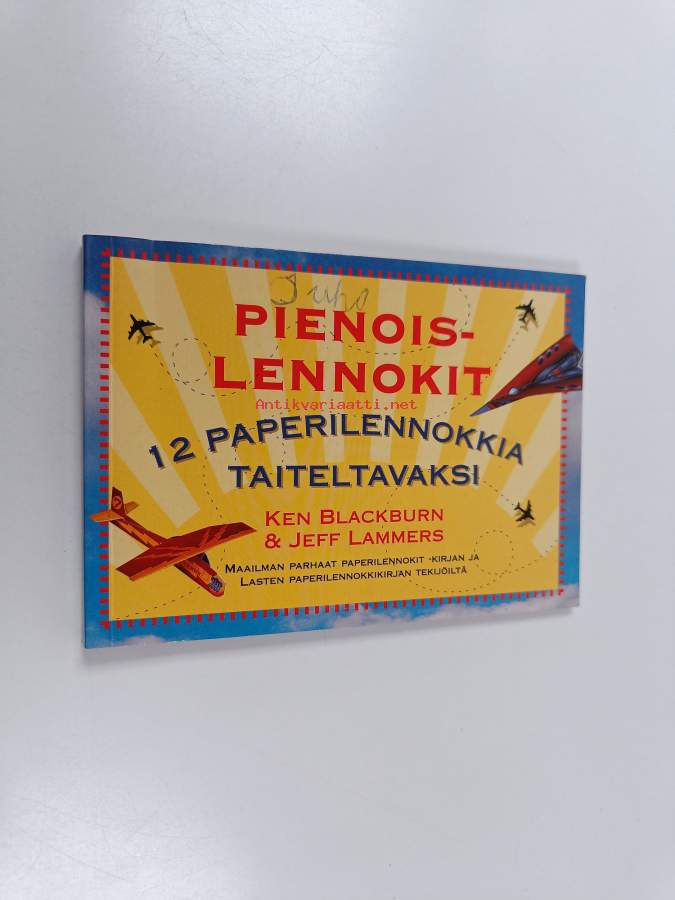 Juho
PIENOIS-
LENNOKIT
Antikvariaatti.net
12 PAPERILENNOKKIA
TAITELTAVAKSI
KEN BLACKBURN
& JEFF LAMMERS
MAAILMAN PARHAAT PAPERILENNOKIT -KIRJAN JA
LASTEN PAPERILENNOKKIKIRJAN TEKIJÖILTÄ